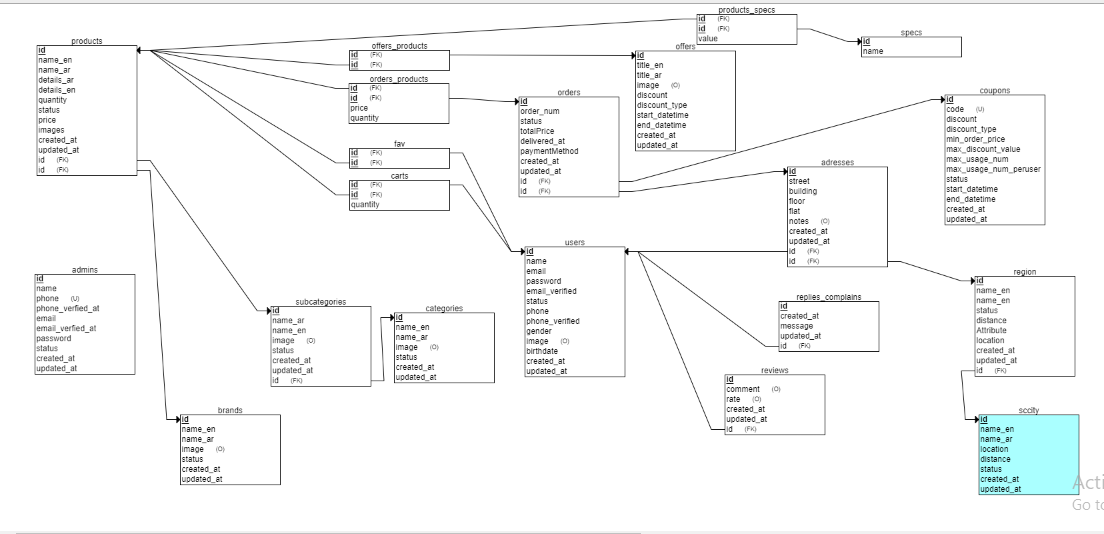 products_specs
id (FK)
id (FK)
value
specs
id
name
products
id
name_en
name_ar
details_ar
details_en
quantity
status
price
images
created_at
updated_at
id (FK)
id (FK)
offers_products
id (FK)
id (FK)
offers
id
title_en
title_ar
image (O)
discount
discount_type
start_datetime
end_datetime
created_at
updated_at
orders_products
id (FK)
id (FK)
price
quantity
orders
id
order_num
status
totalPrice
delivered_at
paymentMethod
created_at
updated_at
id (FK)
id (FK)
coupons
id
code (U)
discount
discount_type
min_order_price
max_discount_value
max_usage_num
max_usage_num_peruser
status
start_datetime
end_datetime
created_at
updated_at
fav
id (FK)
id (FK)
carts
id (FK)
id (FK)
quantity
adresses
id
street
building
floor
flat
notes (O)
created_at
updated_at
id (FK)
id (FK)
users
id
name
email
password
email_verified
status
phone
phone_verified
gender
image (O)
birthdate
created_at
updated_at
admins
id
name
phone (U)
phone_verfied_at
email
email_verfied_at
password
status
created_at
updated_at
subcategories
id
name_ar
name_en
image (O)
status
created_at
updated_at
id (FK)
categories
id
name_en
name_ar
image (O)
status
created_at
updated_at
replies_complains
id
created_at
message
updated_at
id (FK)
region
id
name_en
name_en
status
distance
Attribute
location
created_at
updated_at
id (FK)
reviews
id
comment (O)
rate (O)
created_at
updated_at
id (FK)
brands
id
name_en
name_ar
image (O)
status
created_at
updated_at
sccity
id
name_en
name_ar
location
distance
status
created_at
updated_at
Acti
Go to